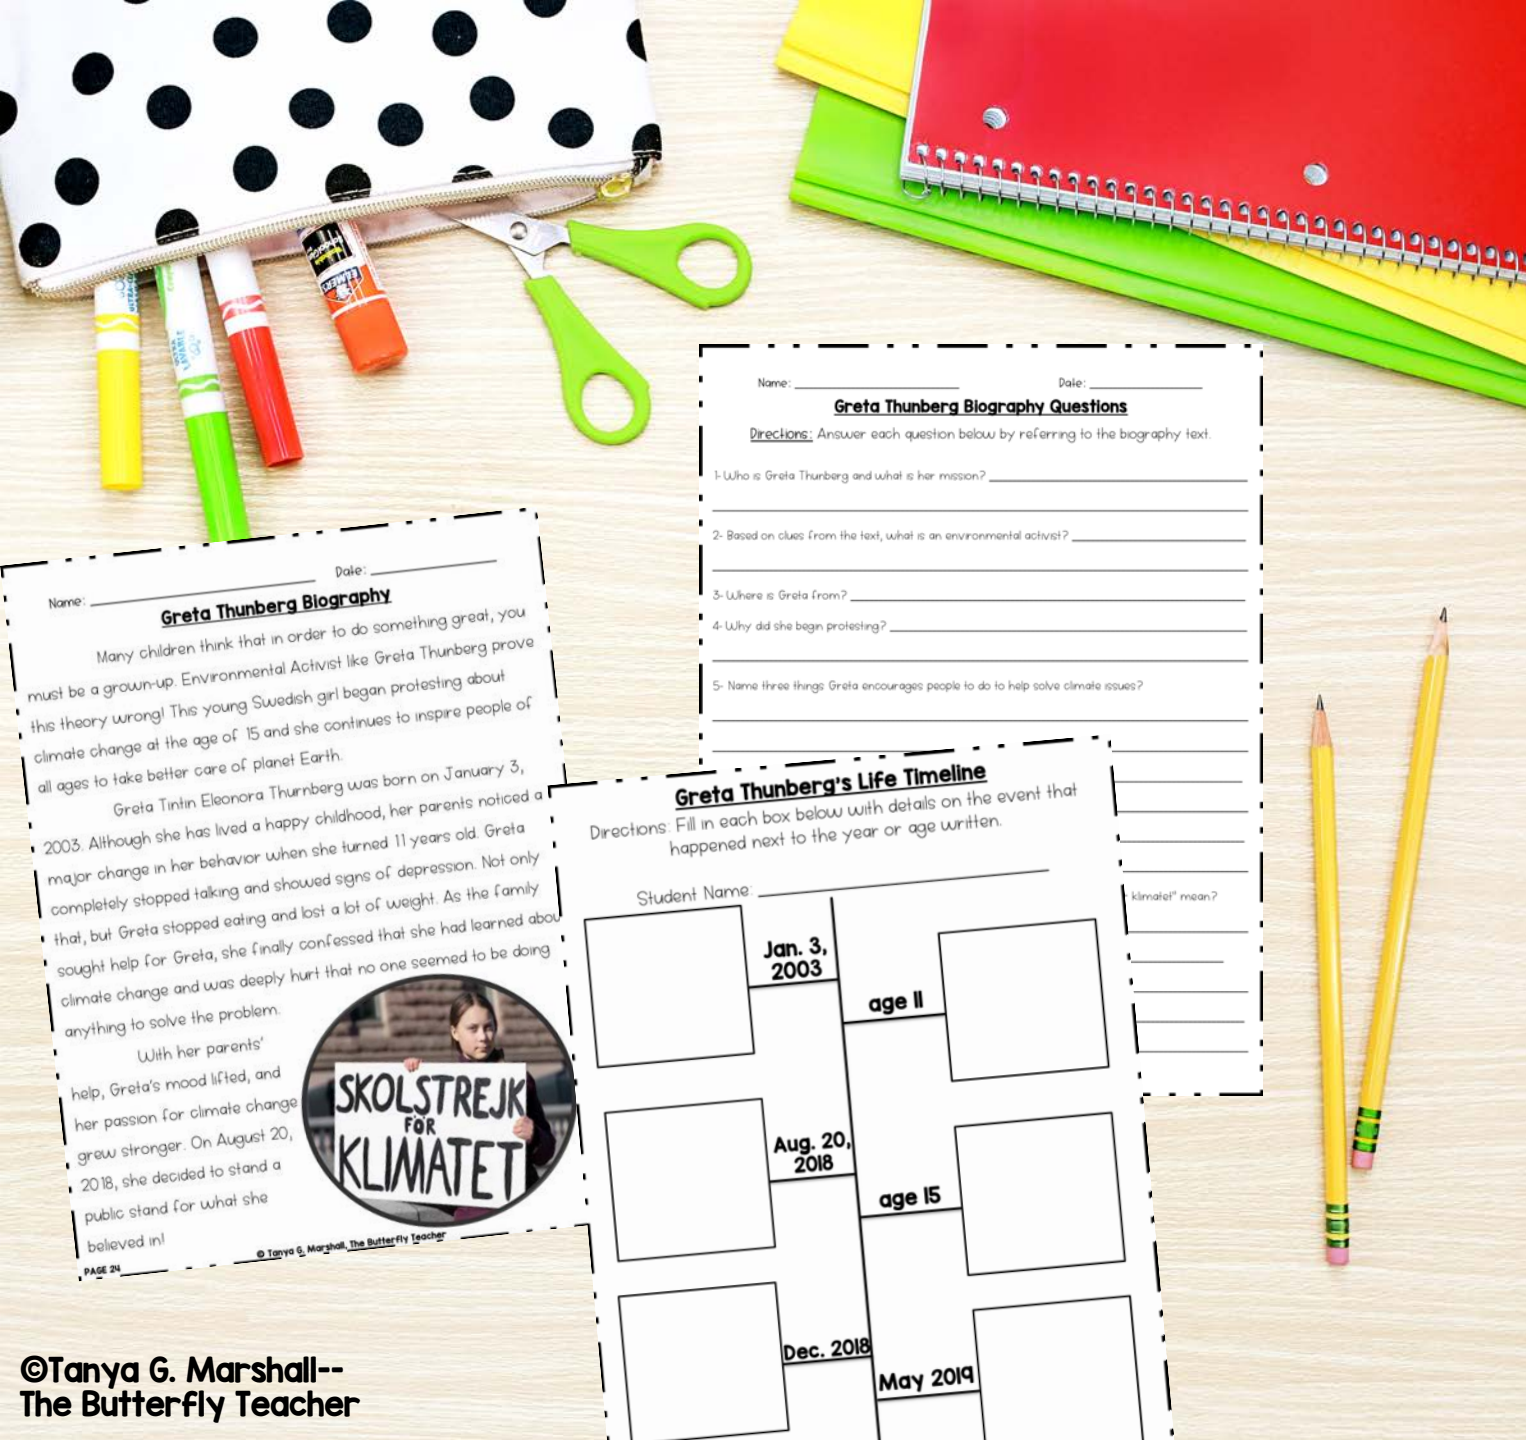 ELMER'S
Name:
Date:
Greta Thunberg Biography Questions
Directions: Answer each question below by referring to the biography text.
1- Who is Greta Thunberg and what is her mission?
2- Based on clues from the text, what is an environmental activist?
3- Where is Greta from?
4- Why did she begin protesting?
5- Name three things Greta encourages people to do to help solve climate issues?
klimatet" mean?
Name:
Date:
Greta Thunberg Biography
Many children think that in order to do something great, you
must be a grown-up. Environmental Activist like Greta Thunberg prove
this theory wrong! This young Swedish girl began protesting about
climate change at the age of 15 and she continues to inspire people of
all ages to take better care of planet Earth.
Greta Tintin Eleonora Thurnberg was born on January 3,
2003. Although she has lived a happy childhood, her parents noticed a
major change in her behavior when she turned 11 years old. Greta
completely stopped talking and showed signs of depression. Not only
that, but Greta stopped eating and lost a lot of weight. As the family
sought help for Greta, she finally confessed that she had learned abou
climate change and was deeply hurt that no one seemed to be doing
anything to solve the problem.
With her parents'
help, Greta's mood lifted, and
her passion for climate change
grew stronger. On August 20,
2018, she decided to stand a
public stand for what she
believed in!
SKOLSTREJK
FÖR
KLIMATET
© Tanya G. Marshall, The Butterfly Teacher
PAGE 24
Greta Thunberg's Life Timeline
Directions: Fill in each box below with details on the event that
happened next to the year or age written.
Student Name:
Jan. 3,
2003
age 11
Aug. 20,
2018
age 15
Dec. 2018
May 2019
©Tanya G. Marshall--
The Butterfly Teacher